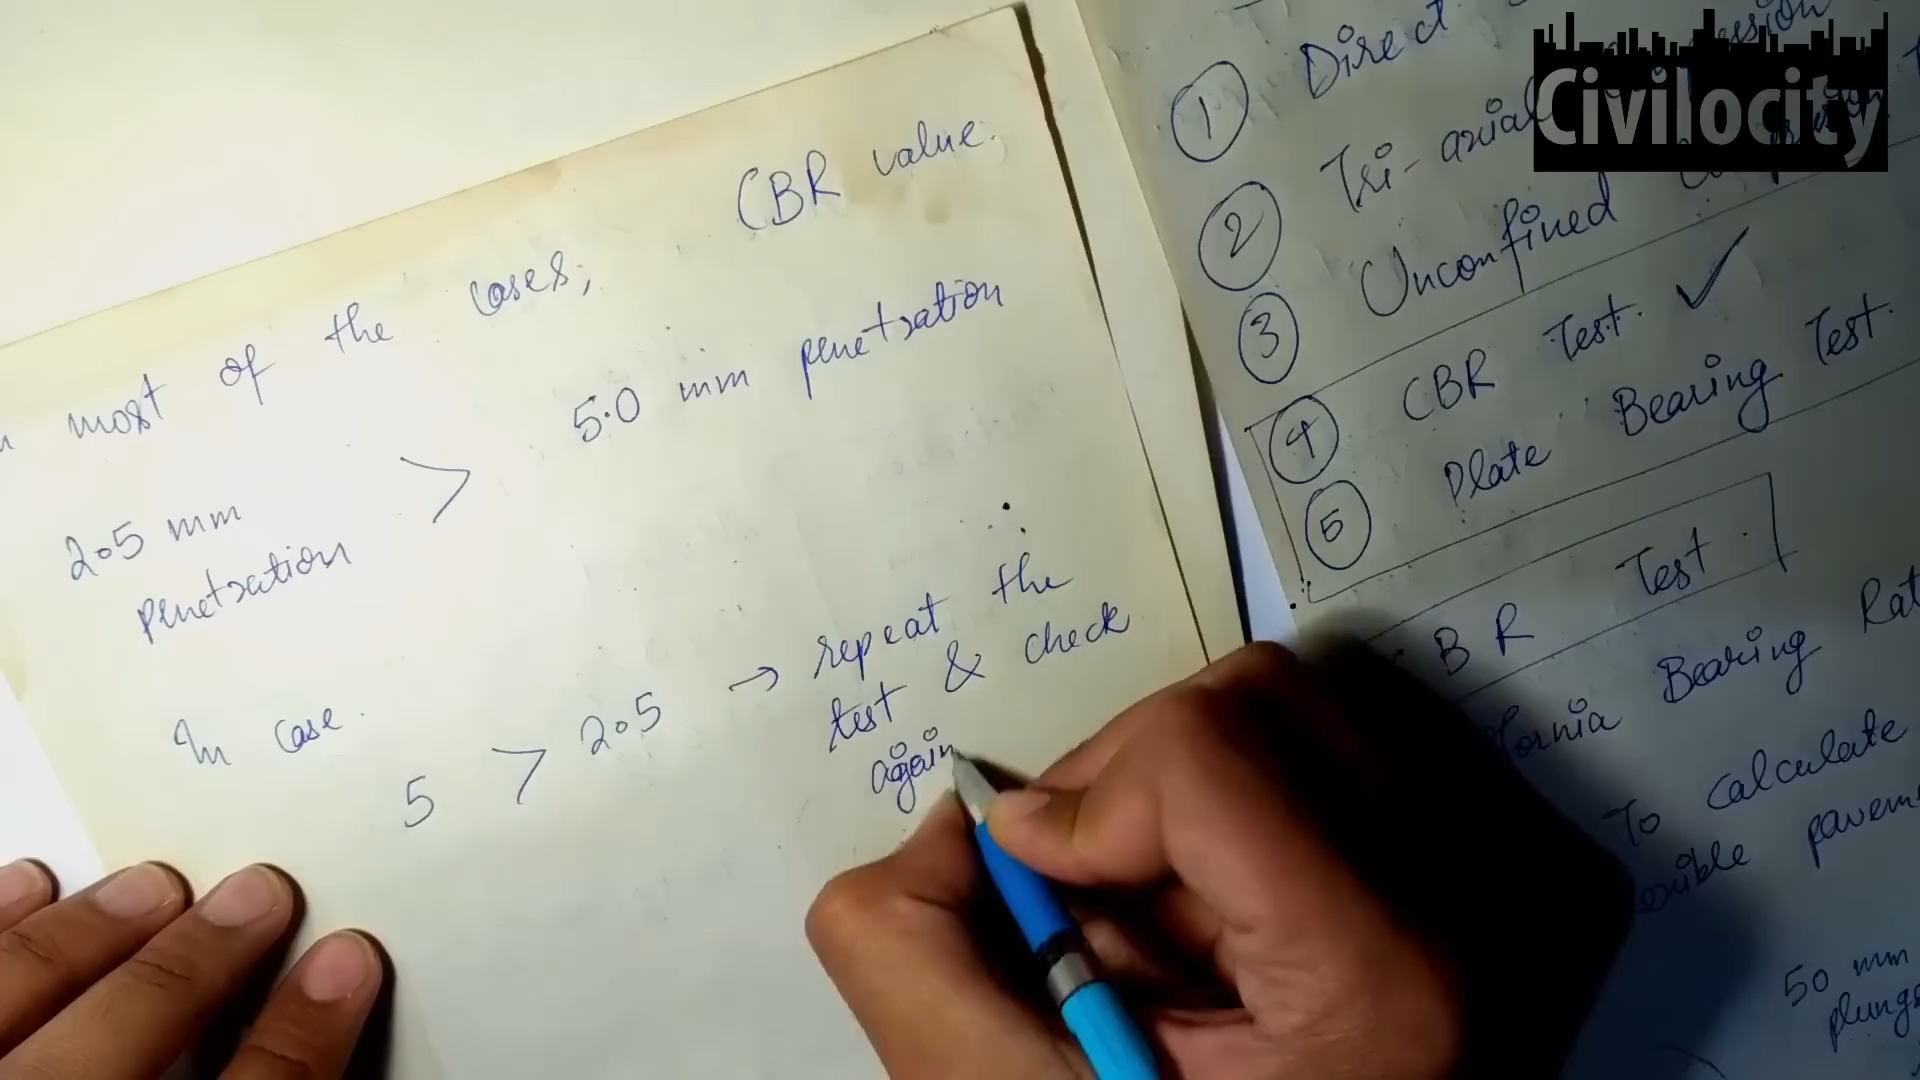 CBR value.
most of the cases;
2.5 mm penetration > 5.0 mm penetration
In case.
5 > 2.5 → repeat the
test & check
again
Civilocity
① Direct
② Tri-axial
③ Unconfined
④ CBR Test. ✓
⑤ Plate Bearing Test.
B R Test.
Bearing
To calculate
50 mm